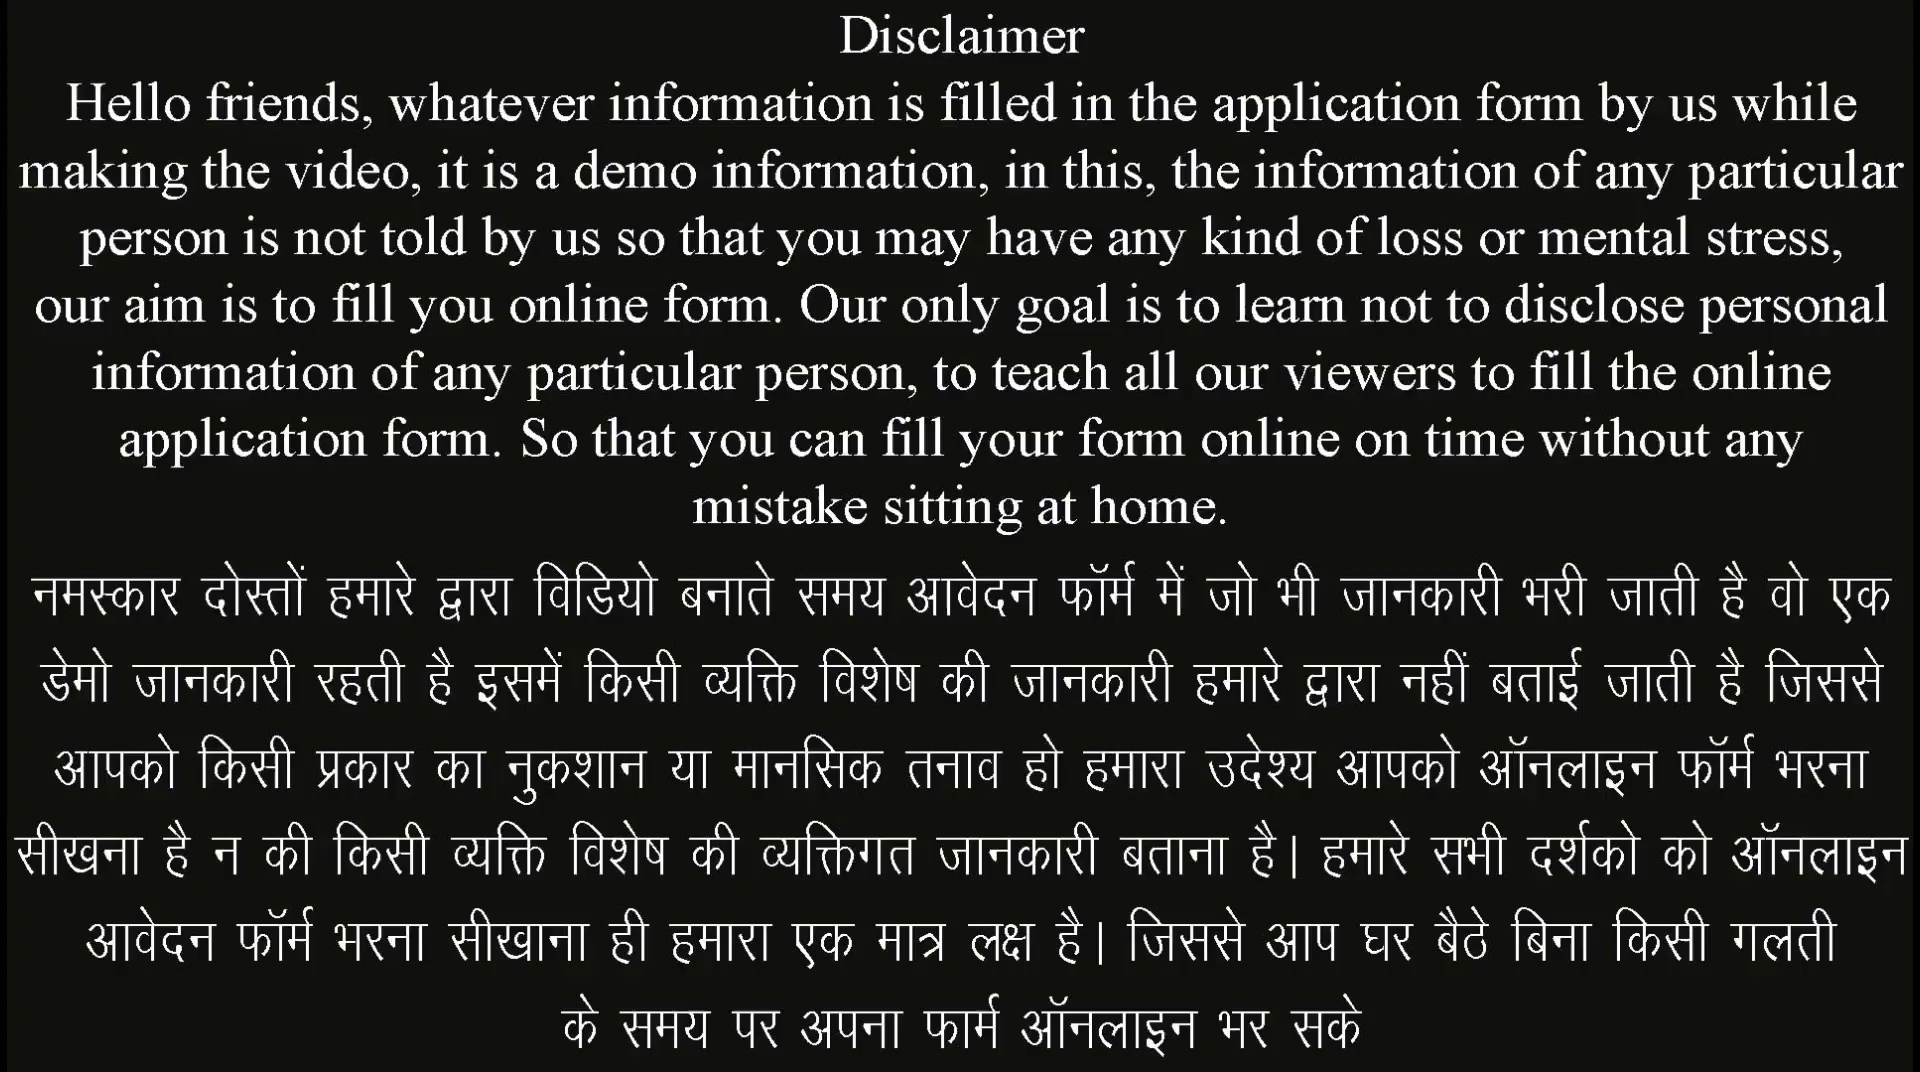 Disclaimer
Hello friends, whatever information is filled in the application form by us while
making the video, it is a demo information, in this, the information of any particular
person is not told by us so that you may have any kind of loss or mental stress,
our aim is to fill you online form. Our only goal is to learn not to disclose personal
information of any particular person, to teach all our viewers to fill the online
application form. So that you can fill your form online on time without any
mistake sitting at home.
नमस्कार दोस्तों हमारे द्वारा विडियो बनाते समय आवेदन फॉर्म में जो भी जानकारी भरी जाती है वो एक
डेमो जानकारी रहती है इसमें किसी व्यक्ति विशेष की जानकारी हमारे द्वारा नहीं बताई जाती है जिससे
आपको किसी प्रकार का नुकशान या मानसिक तनाव हो हमारा उदेश्य आपको ऑनलाइन फॉर्म भरना
सीखना है न की किसी व्यक्ति विशेष की व्यक्तिगत जानकारी बताना है। हमारे सभी दर्शको को ऑनलाइन
आवेदन फॉर्म भरना सीखाना ही हमारा एक मात्र लक्ष है। जिससे आप घर बैठे बिना किसी गलती
के समय पर अपना फार्म ऑनलाइन भर सके